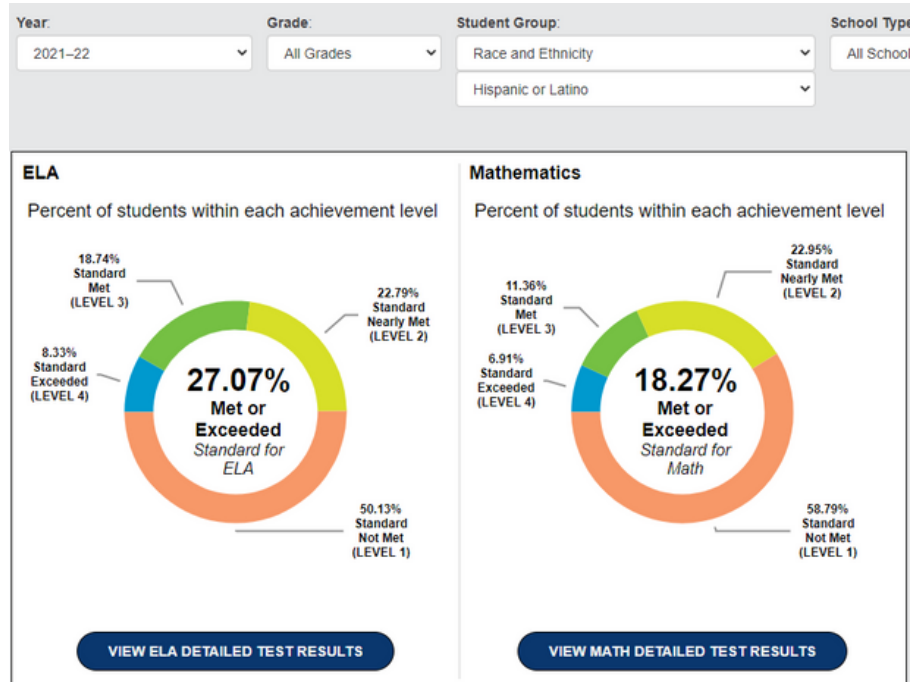 Year:
Grade:
Student Group:
School Type
2021–22
All Grades
Race and Ethnicity
All School
Hispanic or Latino
ELA
Percent of students within each achievement level
18.74%
Standard
Met
(LEVEL 3)
22.79%
Standard
Nearly Met
(LEVEL 2)
8.33%
Standard
Exceeded
(LEVEL 4)
27.07%
Met or
Exceeded
Standard for
ELA
50.13%
Standard
Not Met
(LEVEL 1)
VIEW ELA DETAILED TEST RESULTS
Mathematics
Percent of students within each achievement level
22.95%
Standard
Nearly Met
(LEVEL 2)
11.36%
Standard
Met
(LEVEL 3)
6.91%
Standard
Exceeded
(LEVEL 4)
18.27%
Met or
Exceeded
Standard for
Math
58.79%
Standard
Not Met
(LEVEL 1)
VIEW MATH DETAILED TEST RESULTS